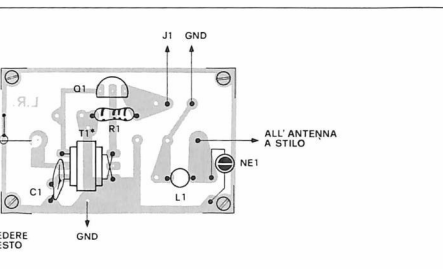 J1 GND
L.R.
Q1
R1
T1*
ALL' ANTENNA
A STILO
NE1
C1
L1
EDERE
ESTO
GND